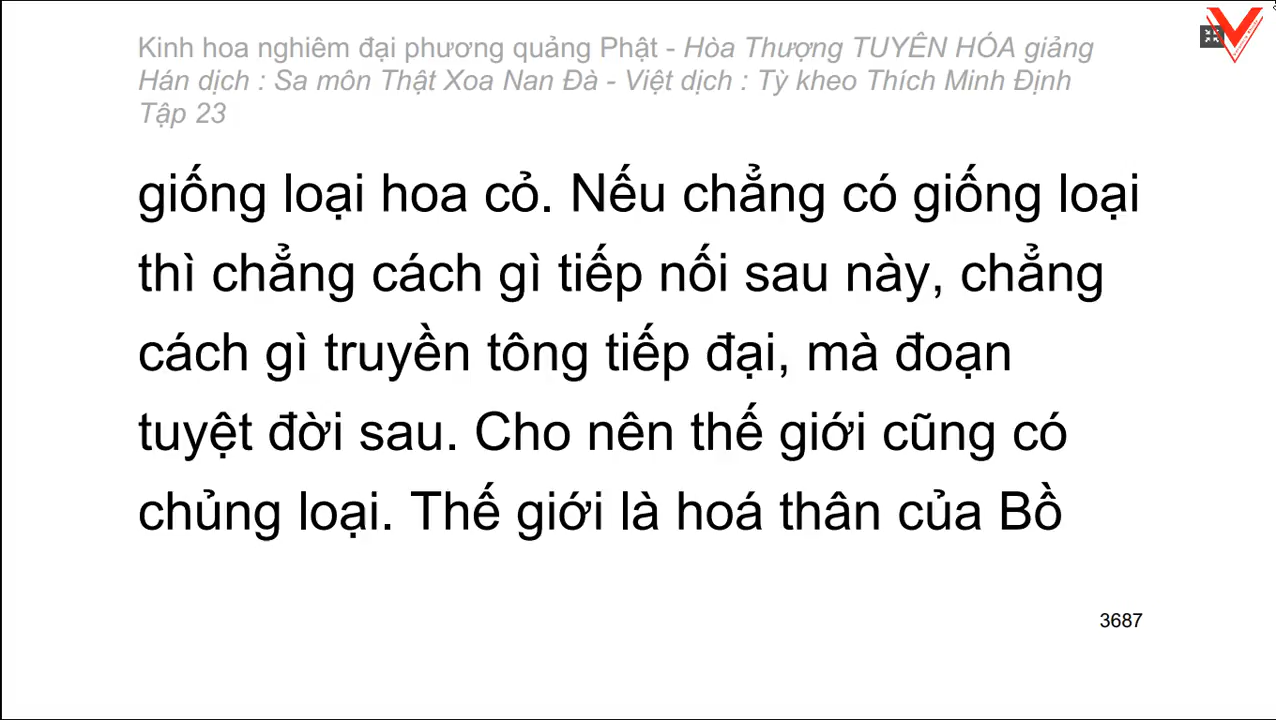 Kinh hoa nghiêm đại phương quảng Phật - Hòa Thượng TUYÊN HÓA giảng
Hán dịch : Sa môn Thật Xoa Nan Đà - Việt dịch : Tỳ kheo Thích Minh Định
Tập 23
giống loại hoa cỏ. Nếu chẳng có giống loại
thì chẳng cách gì tiếp nối sau này, chẳng
cách gì truyền tông tiếp đại, mà đoạn
tuyệt đời sau. Cho nên thế giới cũng có
chủng loại. Thế giới là hoá thân của Bồ
3687